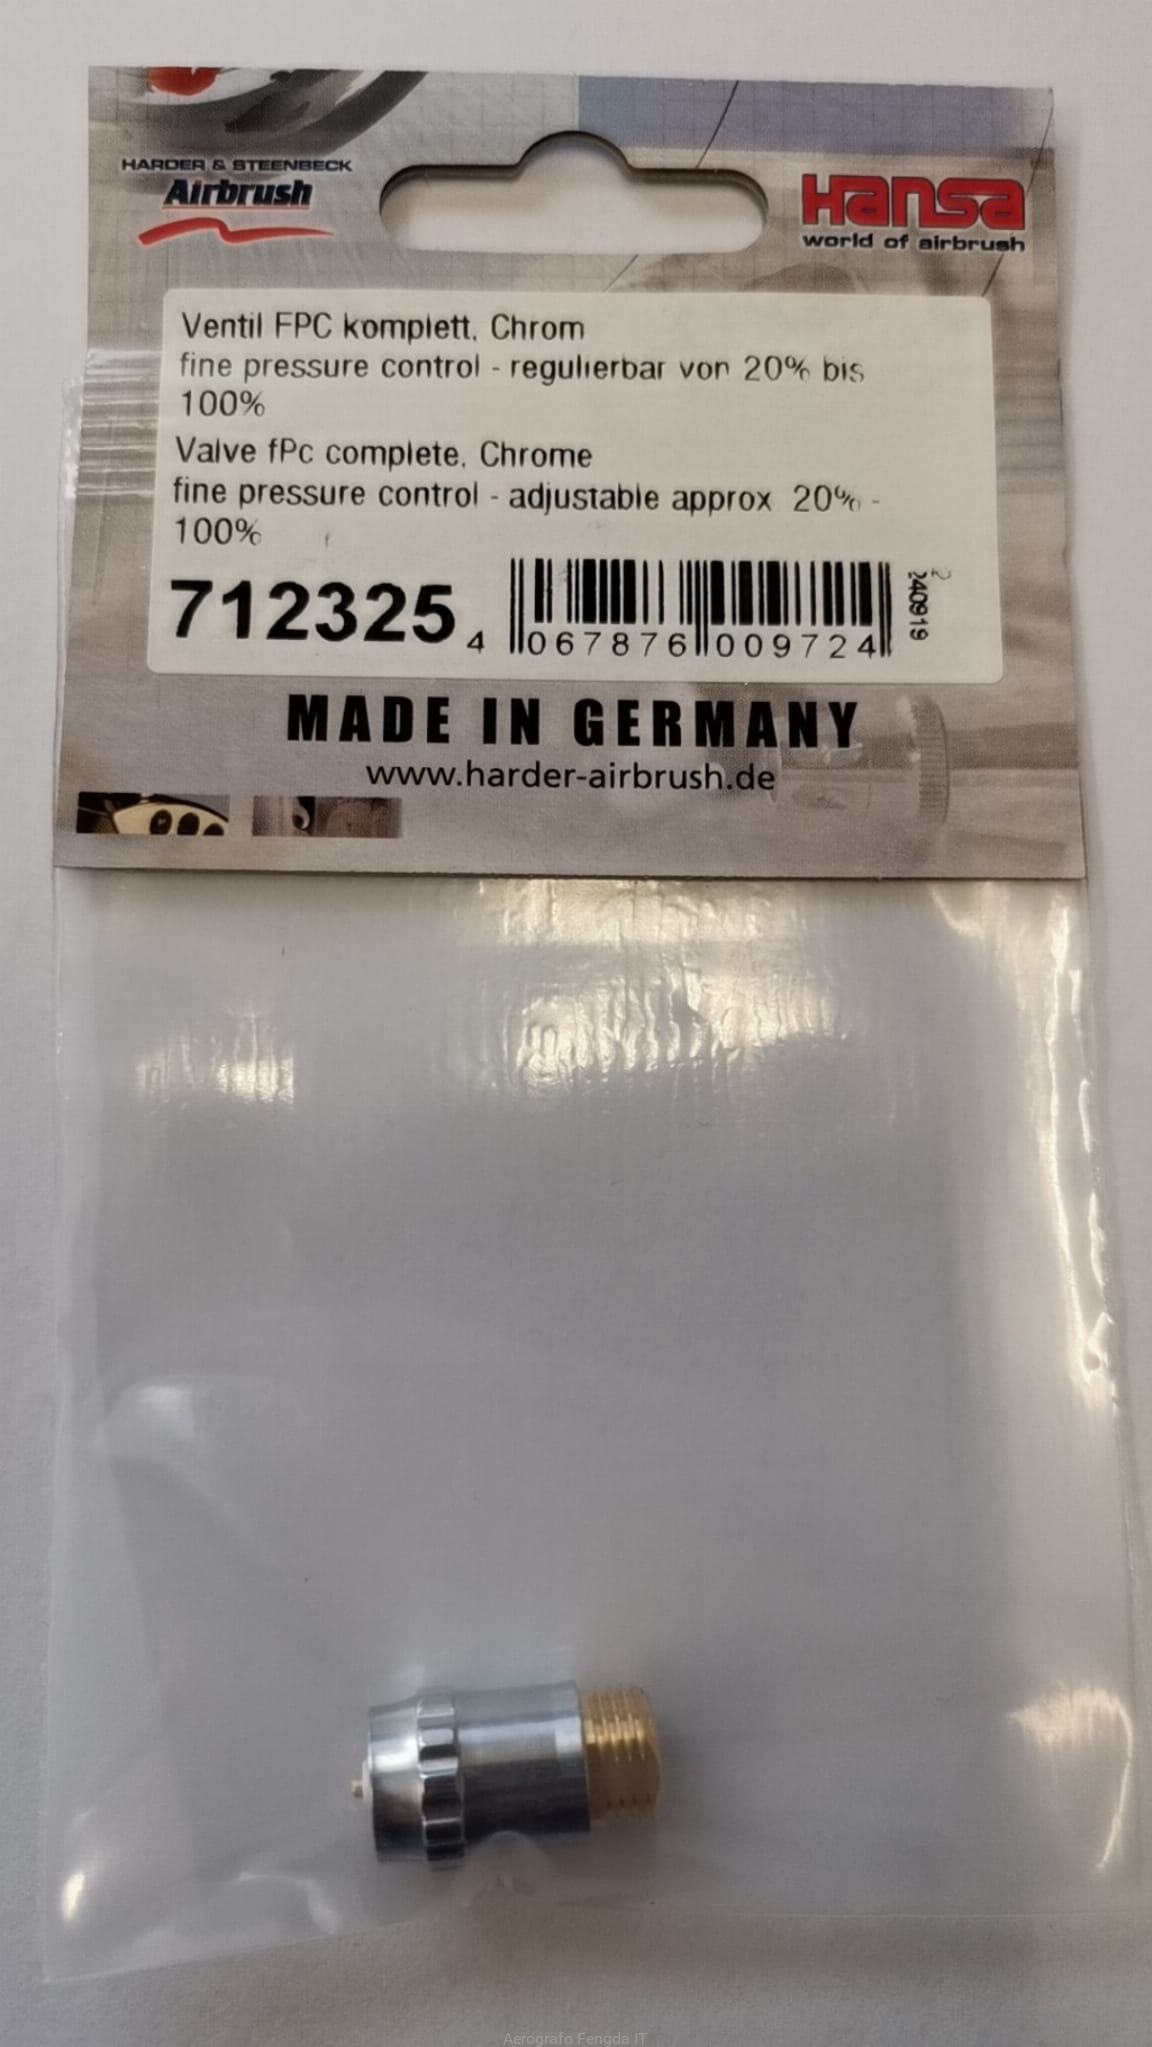 HARDER & STEENBECK
Airbrush
Hansa
world of airbrush
Ventil FPC komplett, Chrom
fine pressure control - regulierbar von 20% bis
100%
Valve fPc complete, Chrome
fine pressure control - adjustable approx 20% -
100%
712325
4 067876 009724
240919
2
MADE IN GERMANY
www.harder-airbrush.de
Aerografo Fengda IT